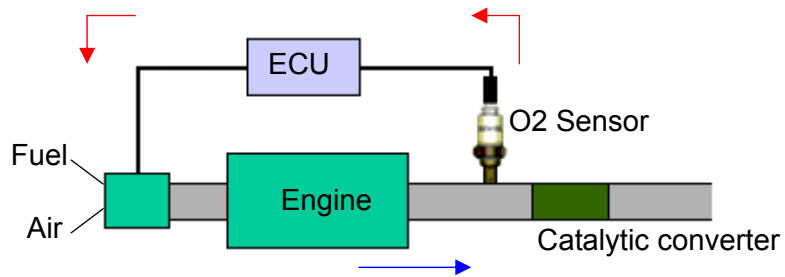 ECU
O2 Sensor
Fuel
Engine
Air
Catalytic converter